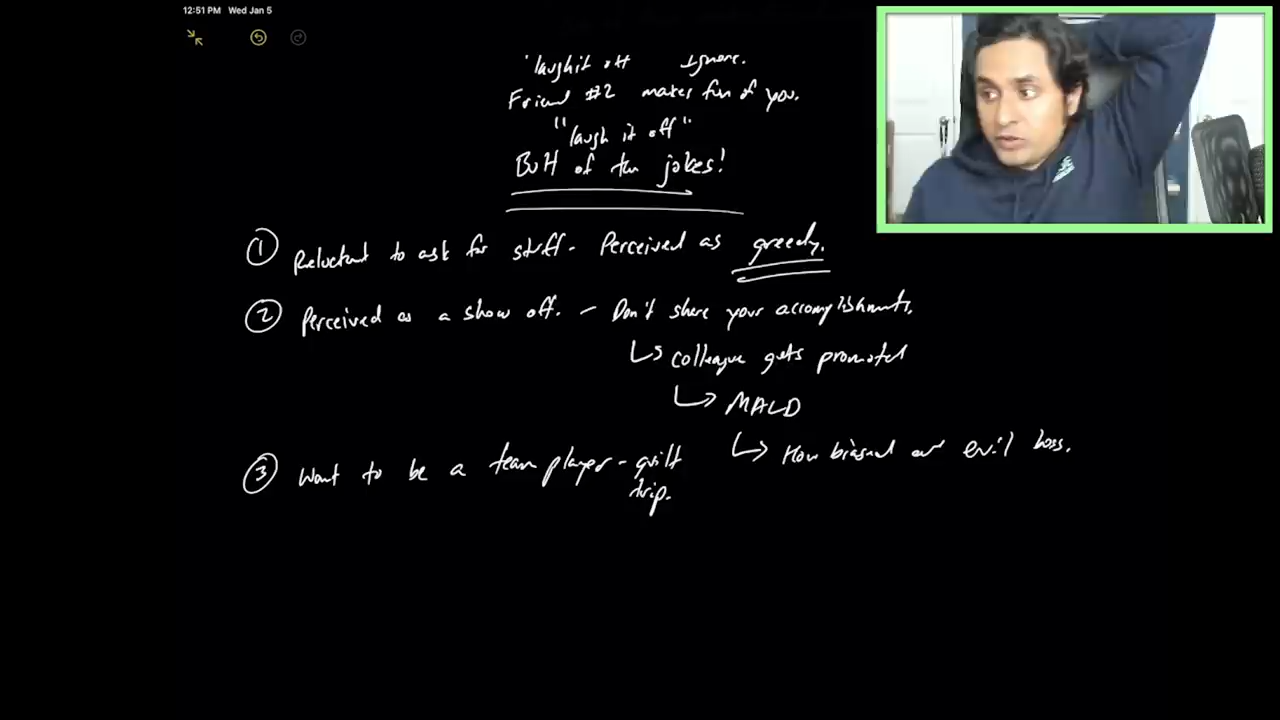 12:51 PM Wed Jan 5
"laugh it off ignore.
Friend #2 makes fun of you.
"laugh it off"
Butt of the jokes!
① Reluctant to ask for stuff - Perceived as greedy.
② Perceived as a show off. - Don't share your accomplishments.
↳ colleague gets promoted
↳ MALD
↳ How biased or evil boss.
③ Want to be a team player - guilt
trip.